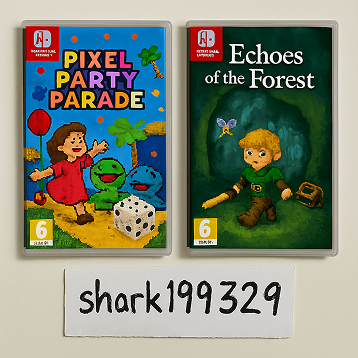 PIXEL
PARTY
PARADE
6
Echoes
of the Forest
6
shark199329